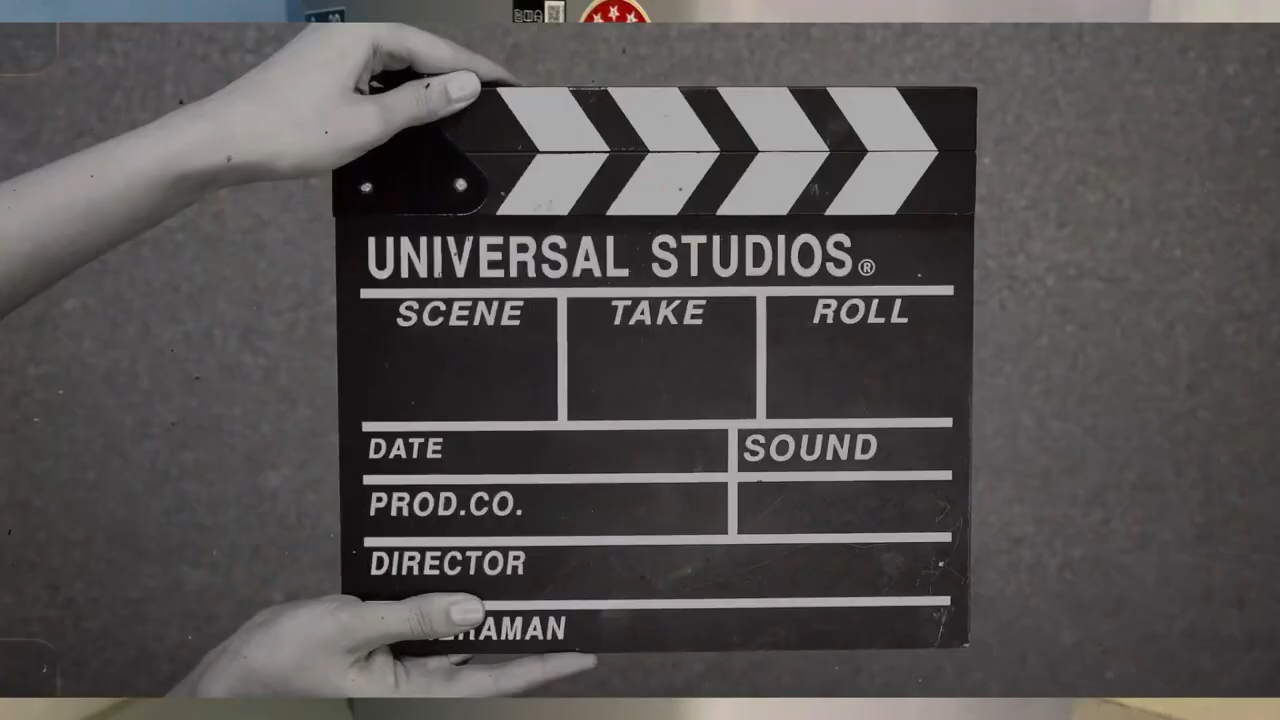 UNIVERSAL STUDIOS®
SCENE TAKE ROLL
DATE SOUND
PROD.CO.
DIRECTOR